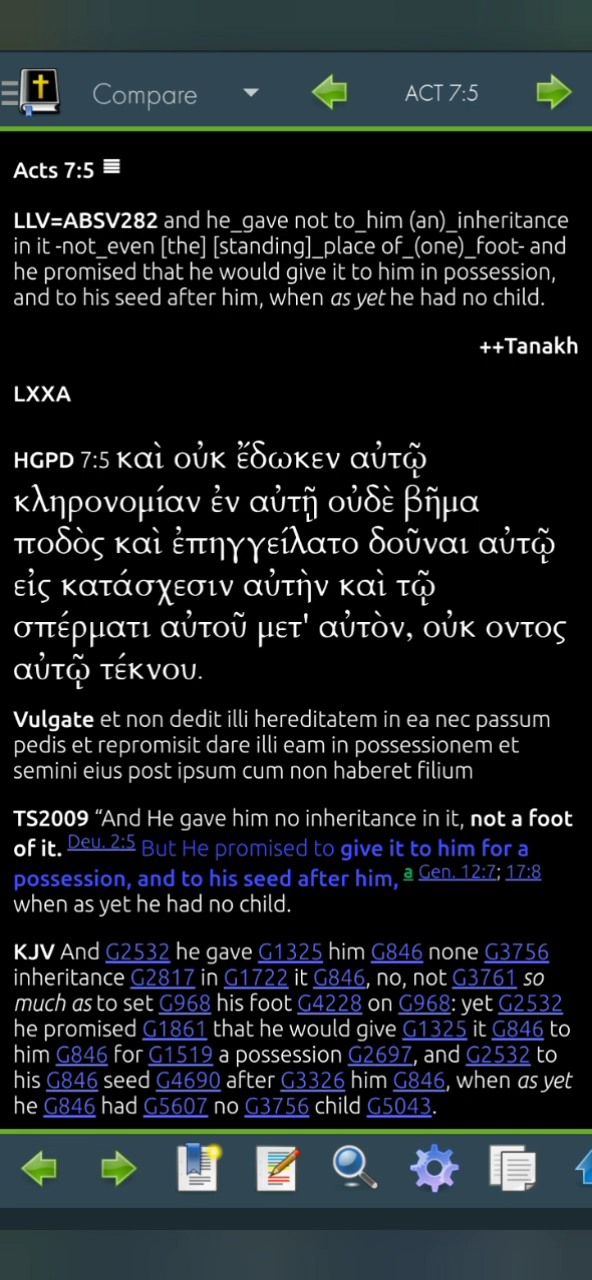 Compare
ACT 7:5
Acts 7:5
LLV=ABSV282 and he_gave not to_him (an)_inheritance
in it -not_even [the] [standing]_place of_(one)_foot- and
he promised that he would give it to him in possession,
and to his seed after him, when as yet he had no child.
++Tanakh
LXXA
HGPD 7:5 καὶ οὐκ ἔδωκεν αὐτῷ
κληρονομίαν ἐν αὐτῇ οὐδὲ βῆμα
ποδὸς καὶ ἐπηγγείλατο δοῦναι αὐτῷ
εἰς κατάσχεσιν αὐτὴν καὶ τῷ
σπέρματι αὐτοῦ μετ' αὐτὸν, οὐκ οντος
αὐτῷ τέκνου.
Vulgate et non dedit illi hereditatem in ea nec passum
pedis et repromisit dare illi eam in possessionem et
semini eius post ipsum cum non haberet filium
TS2009 “And He gave him no inheritance in it, not a foot
of it. Deu. 2:5 But He promised to give it to him for a
possession, and to his seed after him, a Gen. 12:7; 17:8
when as yet he had no child.
KJV And G2532 he gave G1325 him G846 none G3756
inheritance G2817 in G1722 it G846, no, not G3761 so
much as to set G968 his foot G4228 on G968: yet G2532
he promised G1861 that he would give G1325 it G846 to
him G846 for G1519 a possession G2697, and G2532 to
his G846 seed G4690 after G3326 him G846, when as yet
he G846 had G5607 no G3756 child G5043.